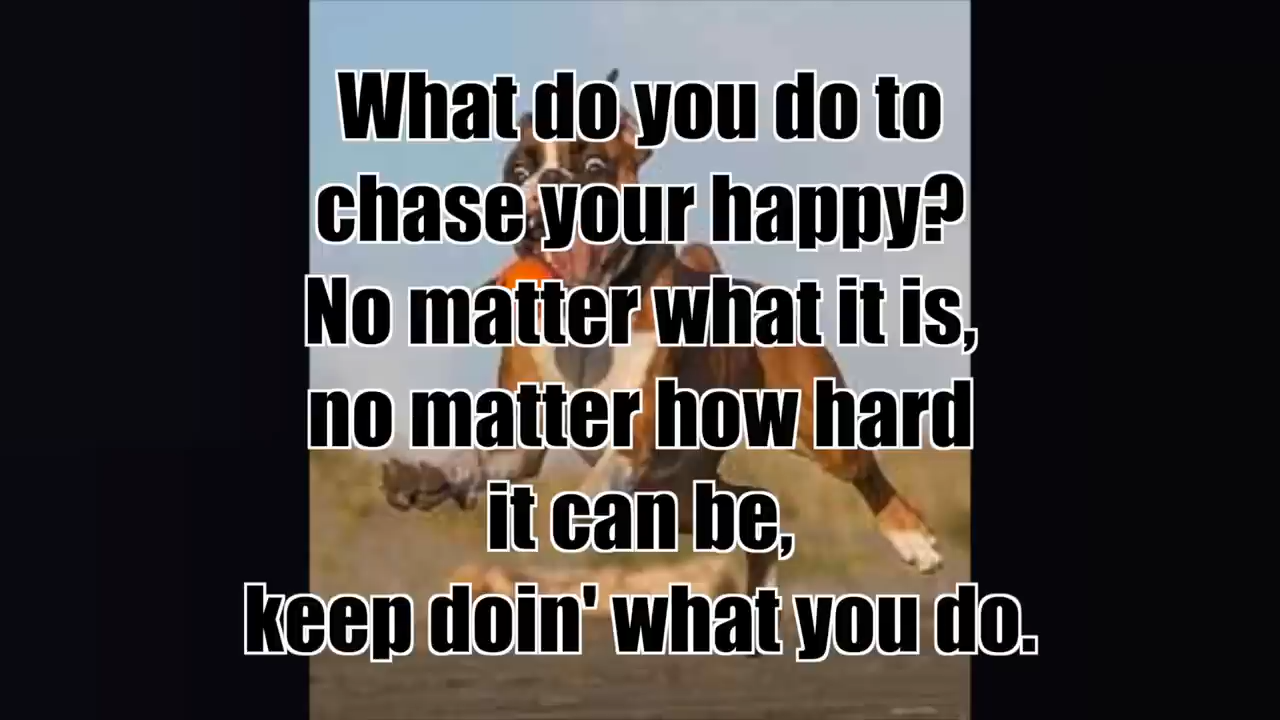 What do you do to
chase your happy?
No matter what it is,
no matter how hard
it can be,
keep doin' what you do.